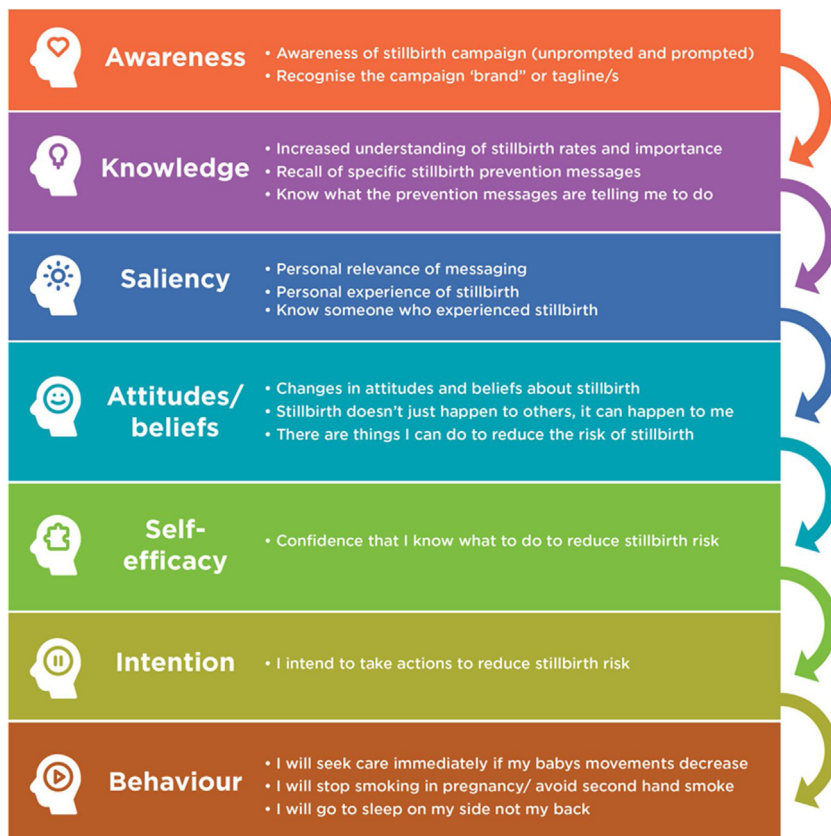 Awareness
• Awareness of stillbirth campaign (unprompted and prompted)
• Recognise the campaign ‘brand” or tagline/s
Knowledge
• Increased understanding of stillbirth rates and importance
• Recall of specific stillbirth prevention messages
• Know what the prevention messages are telling me to do
Saliency
• Personal relevance of messaging
• Personal experience of stillbirth
• Know someone who experienced stillbirth
Attitudes/
beliefs
• Changes in attitudes and beliefs about stillbirth
• Stillbirth doesn’t just happen to others, it can happen to me
• There are things I can do to reduce the risk of stillbirth
Self-
efficacy
• Confidence that I know what to do to reduce stillbirth risk
Intention
• I intend to take actions to reduce stillbirth risk
Behaviour
• I will seek care immediately if my babys movements decrease
• I will stop smoking in pregnancy/ avoid second hand smoke
• I will go to sleep on my side not my back